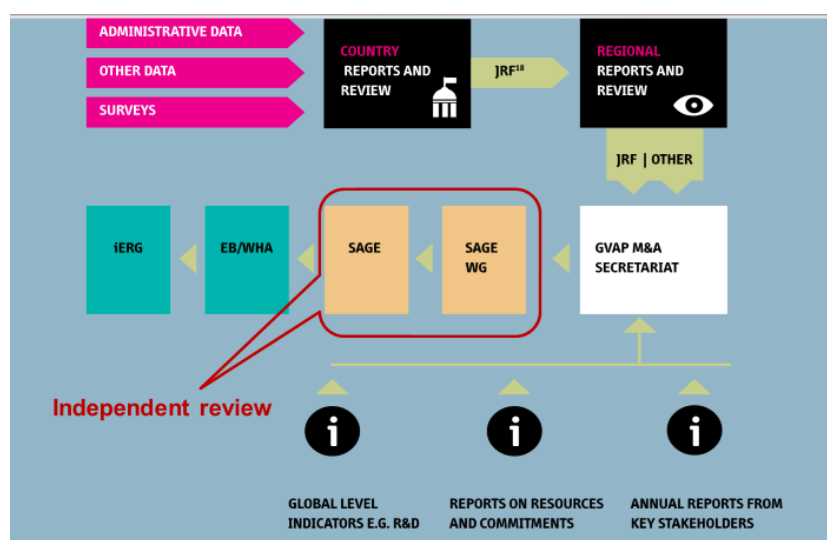 ADMINISTRATIVE DATA
OTHER DATA
SURVEYS
COUNTRY
REPORTS AND
REVIEW
JRF18
REGIONAL
REPORTS AND
REVIEW
JRF | OTHER
iERG
EB/WHA
SAGE
SAGE
WG
GVAP M&A
SECRETARIAT
Independent review
i
i
i
GLOBAL LEVEL
INDICATORS E.G. R&D
REPORTS ON RESOURCES
AND COMMITMENTS
ANNUAL REPORTS FROM
KEY STAKEHOLDERS